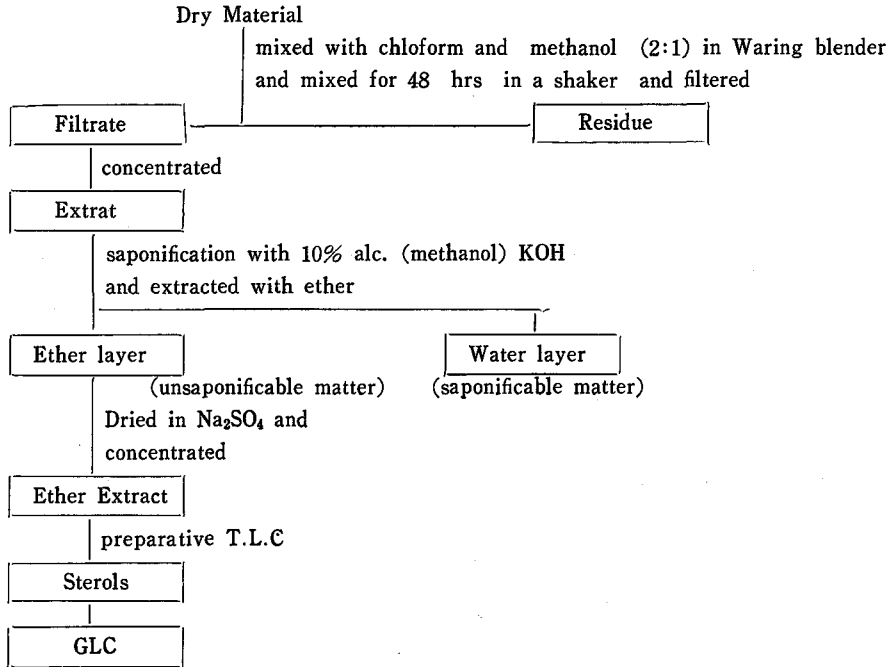 Dry Material
mixed with chloform and methanol (2:1) in Waring blender
and mixed for 48 hrs in a shaker and filtered
Filtrate
Residue
concentrated
Extrat
saponification with 10% alc. (methanol) KOH
and extracted with ether
Ether layer
Water layer
(unsaponificable matter)
(saponificable matter)
Dried in Na₂SO₄ and
concentrated
Ether Extract
preparative T.L.C
Sterols
GLC